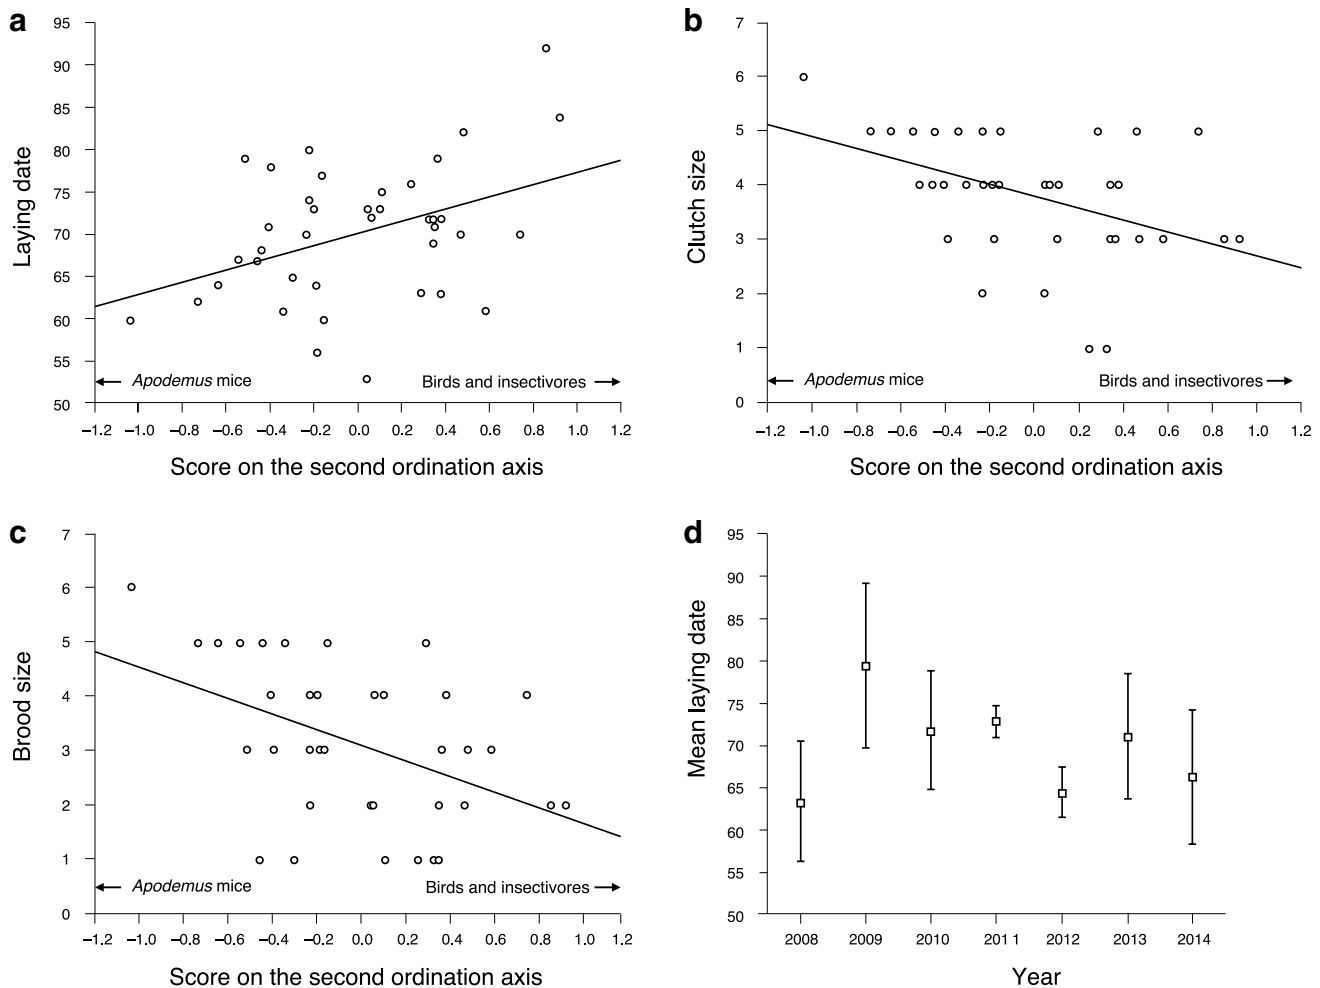 a
95
90
85
80
75
70
65
60
55
50
Laying date
Apodemus mice
Birds and insectivores
−1.2 −1.0 −0.8 −0.6 −0.4 −0.2 0.0 0.2 0.4 0.6 0.8 1.0 1.2
Score on the second ordination axis
b
7
6
5
4
3
2
1
0
Clutch size
Apodemus mice
Birds and insectivores
−1.2 −1.0 −0.8 −0.6 −0.4 −0.2 0.0 0.2 0.4 0.6 0.8 1.0 1.2
Score on the second ordination axis
c
7
6
5
4
3
2
1
0
Brood size
Apodemus mice
Birds and insectivores
−1.2 −1.0 −0.8 −0.6 −0.4 −0.2 0.0 0.2 0.4 0.6 0.8 1.0 1.2
Score on the second ordination axis
d
95
90
85
80
75
70
65
60
55
50
Mean laying date
2008 2009 2010 2011 2012 2013 2014
Year